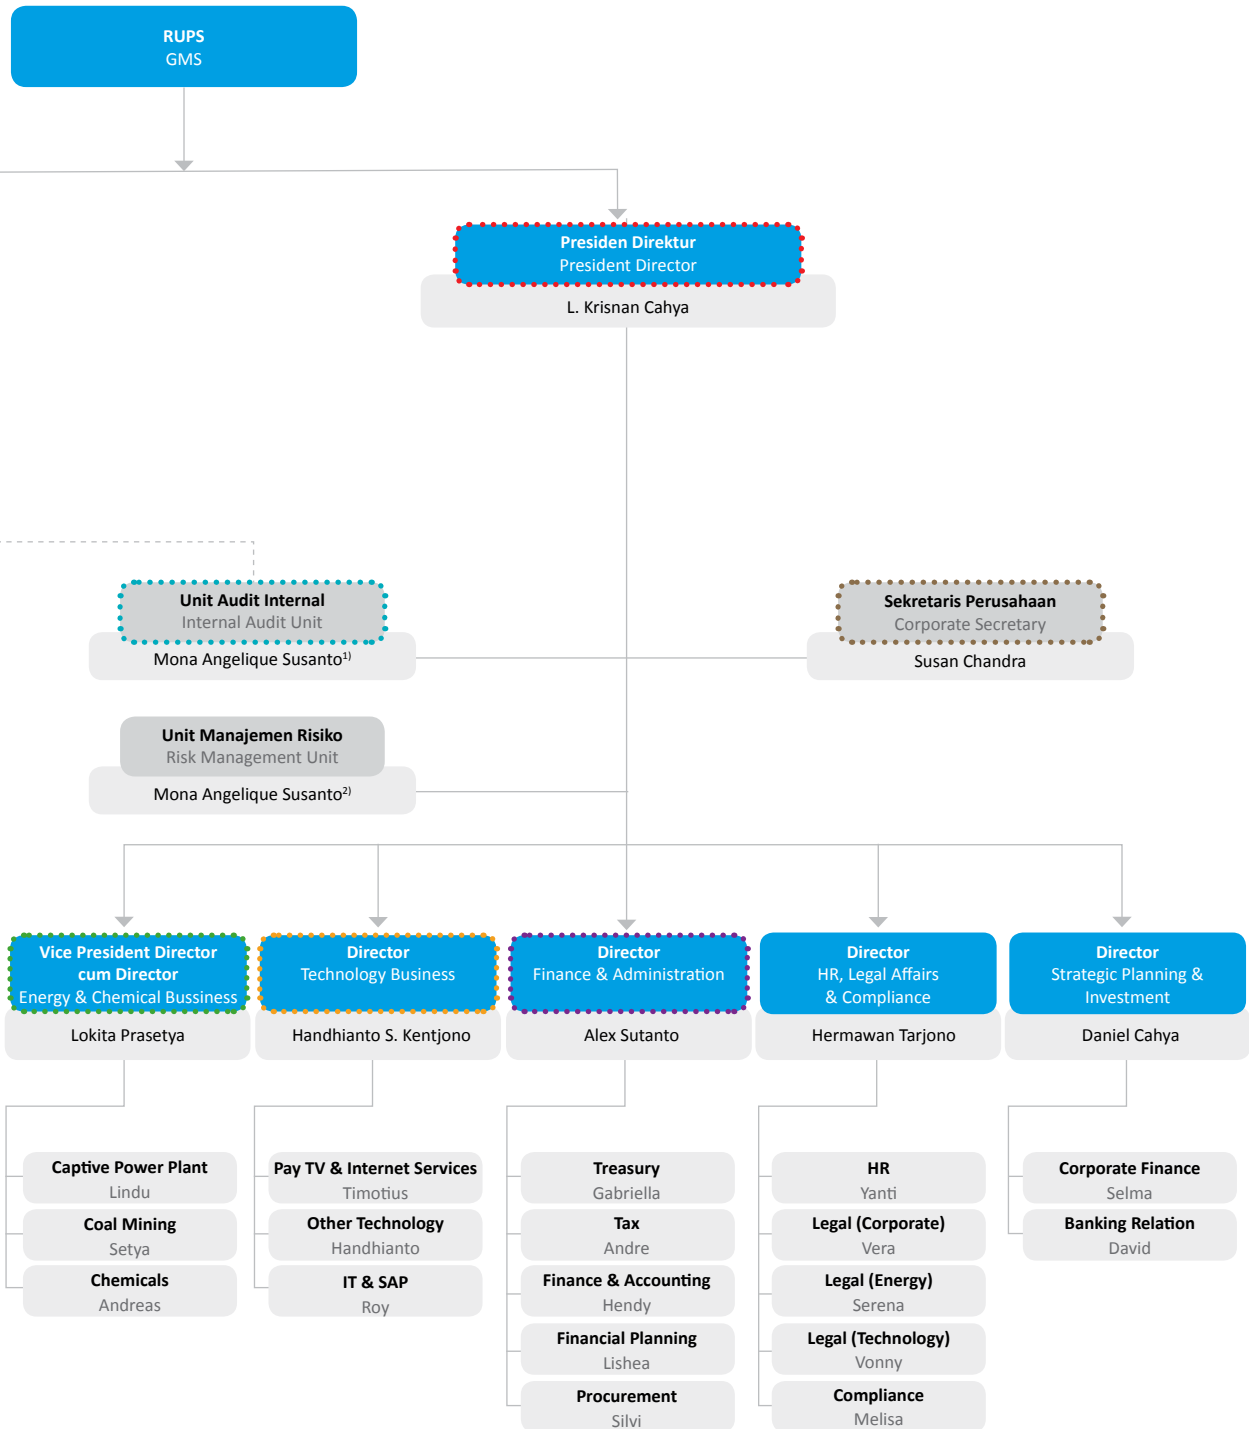 RUPS
GMS
Presiden Direktur
President Director
L. Krisnan Cahya
Unit Audit Internal
Internal Audit Unit
Mona Angelique Susanto1)
Sekretaris Perusahaan
Corporate Secretary
Susan Chandra
Unit Manajemen Risiko
Risk Management Unit
Mona Angelique Susanto2)
Vice President Director
cum Director
Energy & Chemical Bussiness
Lokita Prasetya
Director
Technology Business
Handhianto S. Kentjono
Director
Finance & Administration
Alex Sutanto
Director
HR, Legal Affairs
& Compliance
Hermawan Tarjono
Director
Strategic Planning &
Investment
Daniel Cahya
Captive Power Plant
Lindu
Coal Mining
Setya
Chemicals
Andreas
Pay TV & Internet Services
Timotius
Other Technology
Handhianto
IT & SAP
Roy
Treasury
Gabriella
Tax
Andre
Finance & Accounting
Hendy
Financial Planning
Lishea
Procurement
Silvi
HR
Yanti
Legal (Corporate)
Vera
Legal (Energy)
Serena
Legal (Technology)
Vonny
Compliance
Melisa
Corporate Finance
Selma
Banking Relation
David